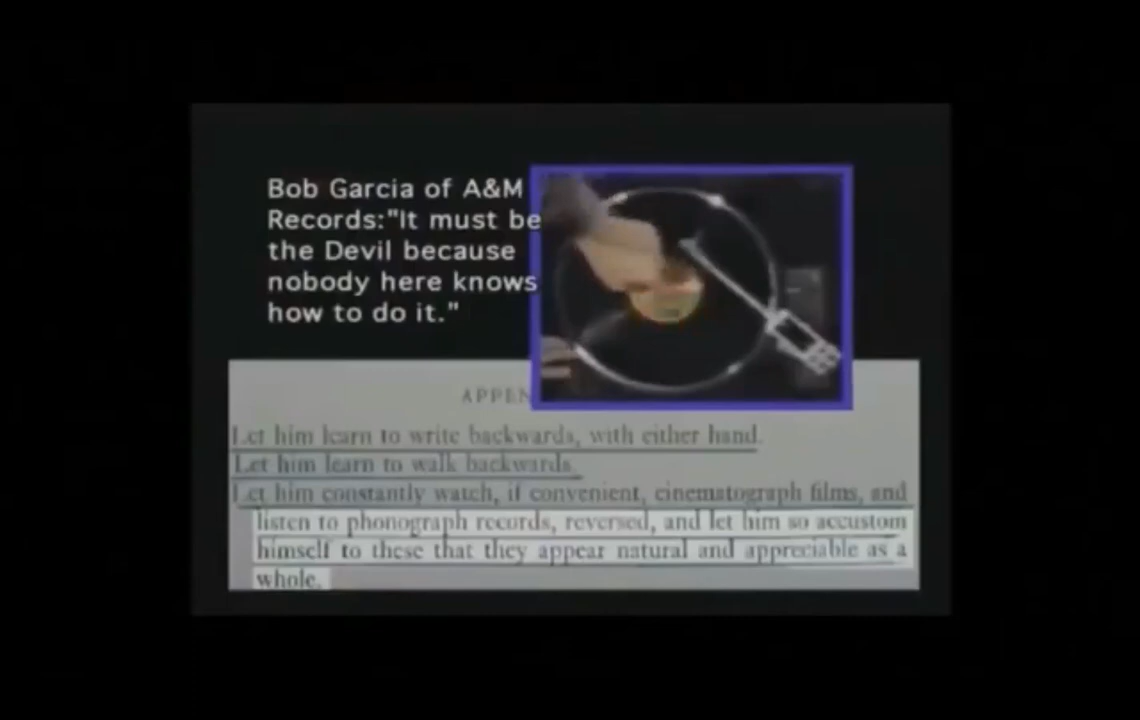 Bob Garcia of A&M
Records:"It must be
the Devil because
nobody here knows
how to do it."
APPEN
Let him learn to write backwards, with either hand.
Let him learn to walk backwards.
Let him constantly watch, if convenient, cinematograph films, and
listen to phonograph records, reversed, and let him so accustom
himself to these that they appear natural and appreciable as a
whole.